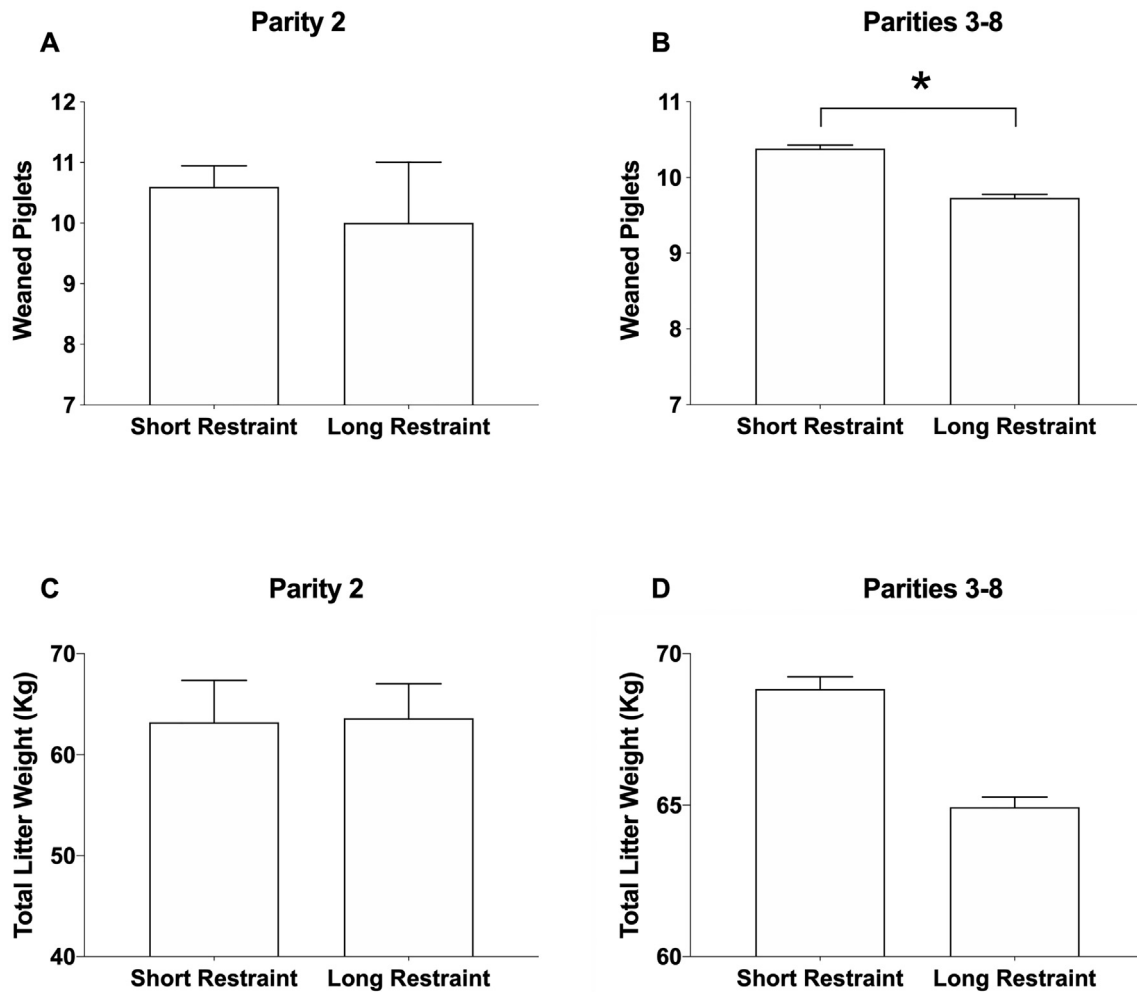 A
Parity 2
Weaned Piglets
12
11
10
9
8
7
Short Restraint
Long Restraint
B
Parities 3-8
Weaned Piglets
11
10
9
8
7
*
Short Restraint
Long Restraint
C
Parity 2
Total Litter Weight (Kg)
70
60
50
40
Short Restraint
Long Restraint
D
Parities 3-8
Total Litter Weight (Kg)
70
65
60
Short Restraint
Long Restraint